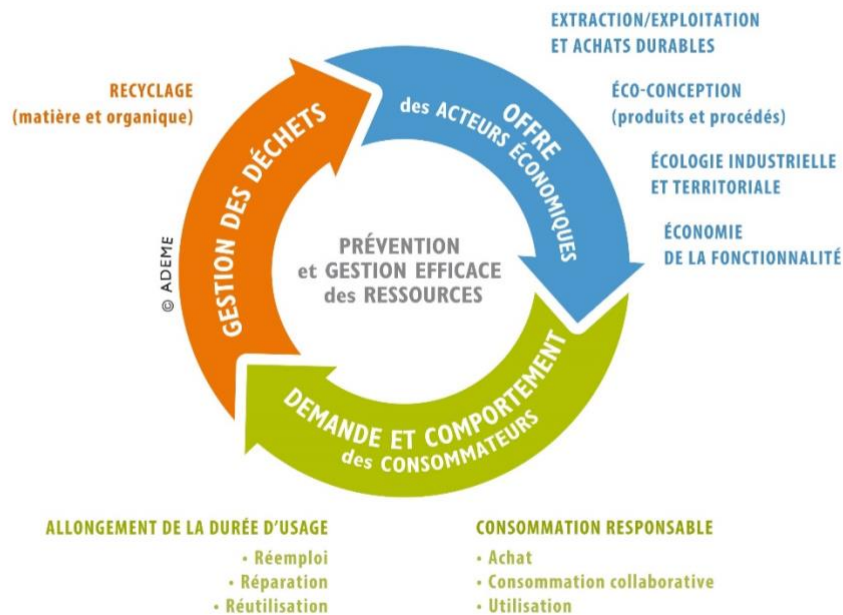 EXTRACTION/EXPLOITATION
ET ACHATS DURABLES
ÉCO-CONCEPTION
(produits et procédés)
ÉCOLOGIE INDUSTRIELLE
ET TERRITORIALE
ÉCONOMIE
DE LA FONCTIONNALITÉ
RECYCLAGE
(matière et organique)
OFFRE
des ACTEURS ÉCONOMIQUES
GESTION DES DÉCHETS
PRÉVENTION
et GESTION EFFICACE
des RESSOURCES
© ADEME
DEMANDE ET COMPORTEMENT
des CONSOMMATEURS
ALLONGEMENT DE LA DURÉE D'USAGE
• Réemploi
• Réparation
• Réutilisation
CONSOMMATION RESPONSABLE
• Achat
• Consommation collaborative
• Utilisation